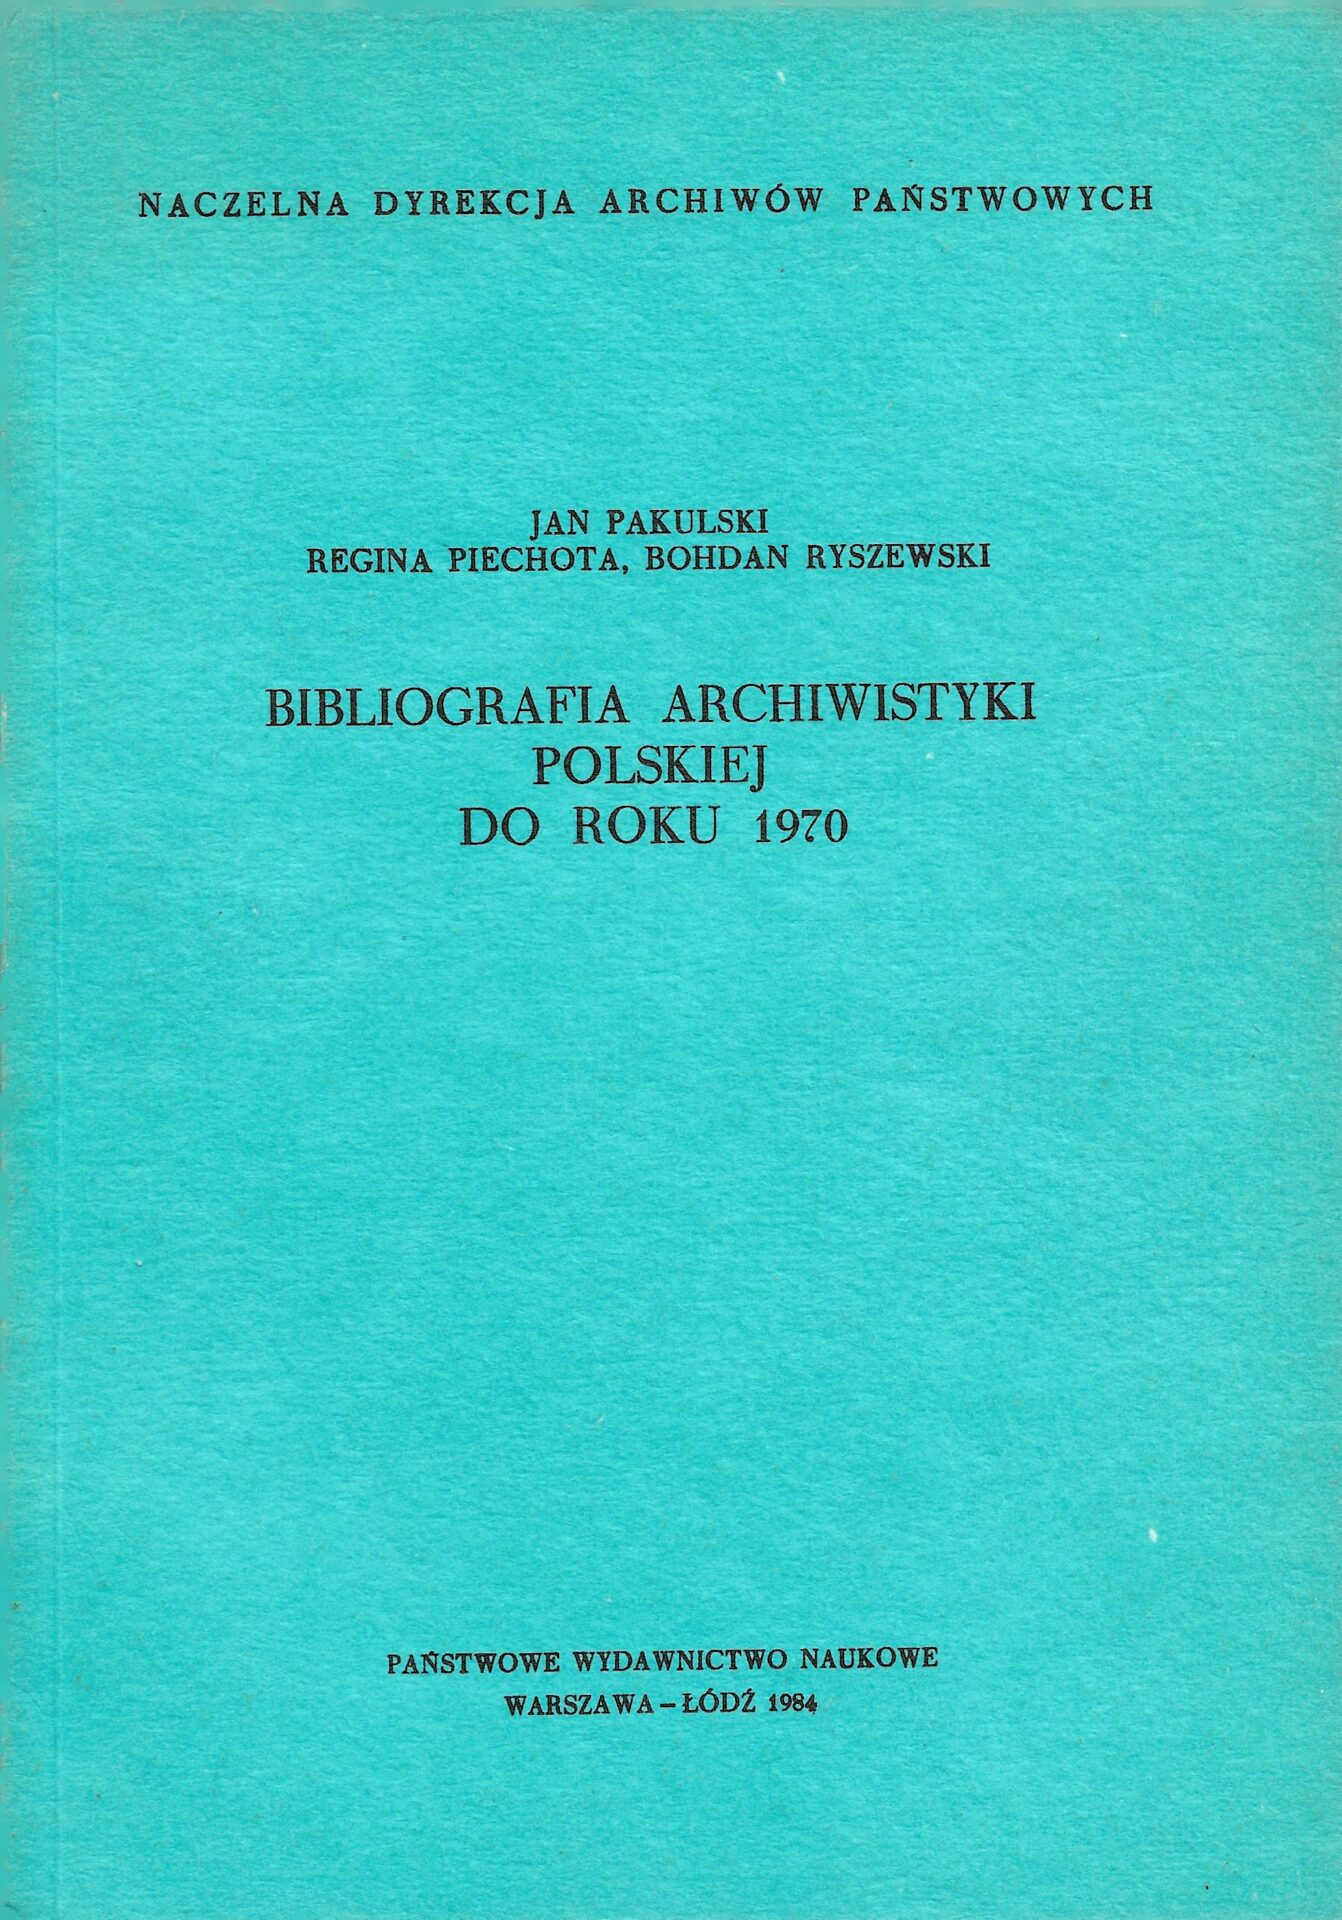 NACZELNA DYREKCJA ARCHIWÓW PAŃSTWOWYCH
JAN PAKULSKI
REGINA PIECHOTA, BOHDAN RYSZEWSKI
BIBLIOGRAFIA ARCHIWISTYKI
POLSKIEJ
DO ROKU 1970
PAŃSTWOWE WYDAWNICTWO NAUKOWE
WARSZAWA – ŁÓDŹ 1984